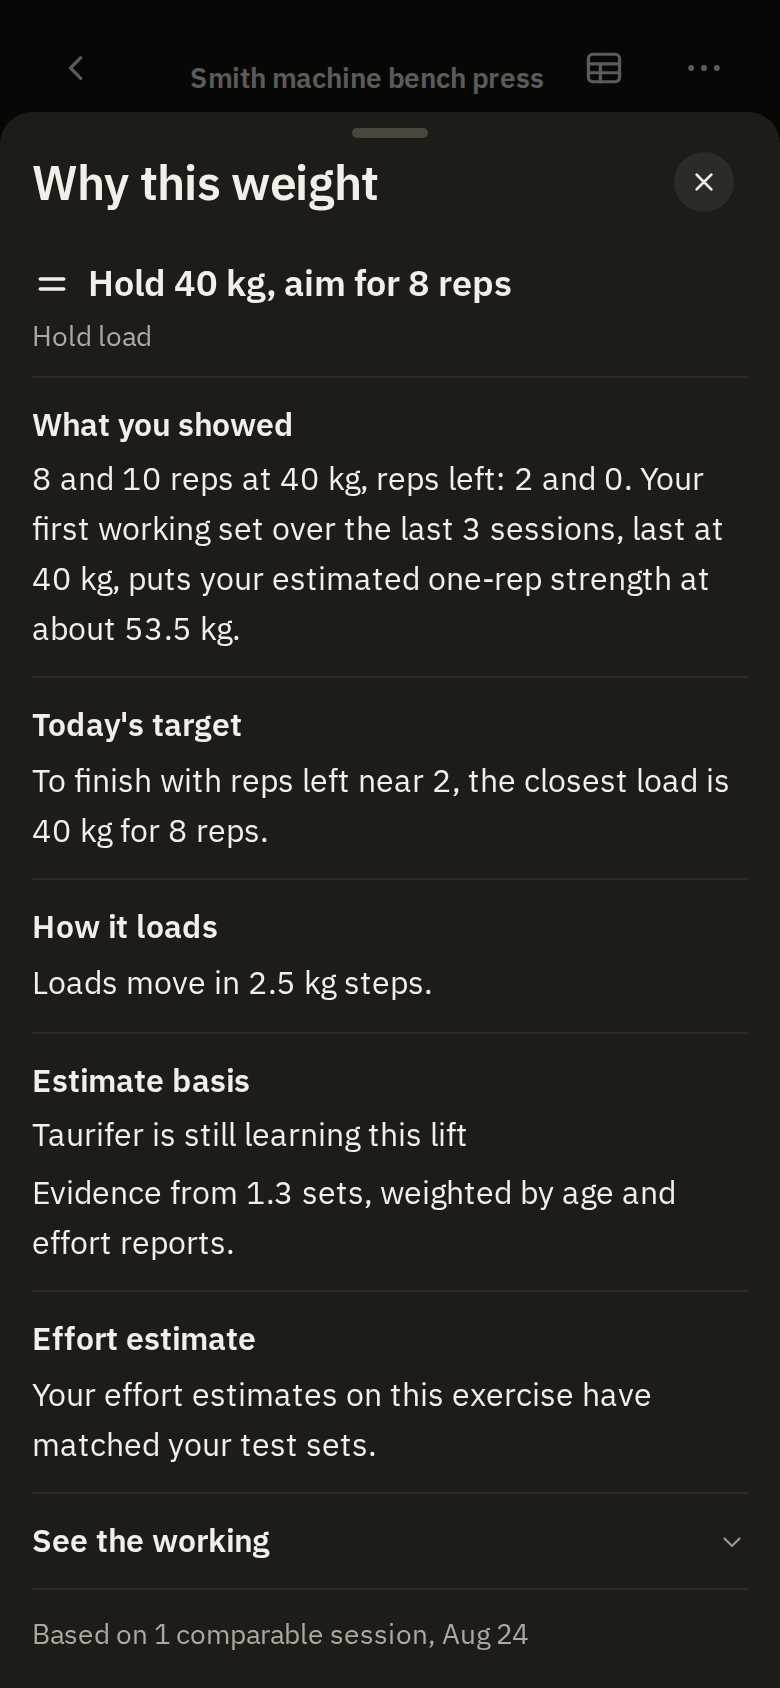 Smith machine bench press
Why this weight
Hold 40 kg, aim for 8 reps
Hold load
What you showed
8 and 10 reps at 40 kg, reps left: 2 and 0. Your
first working set over the last 3 sessions, last at
40 kg, puts your estimated one-rep strength at
about 53.5 kg.
Today's target
To finish with reps left near 2, the closest load is
40 kg for 8 reps.
How it loads
Loads move in 2.5 kg steps.
Estimate basis
Taurifer is still learning this lift
Evidence from 1.3 sets, weighted by age and
effort reports.
Effort estimate
Your effort estimates on this exercise have
matched your test sets.
See the working
Based on 1 comparable session, Aug 24